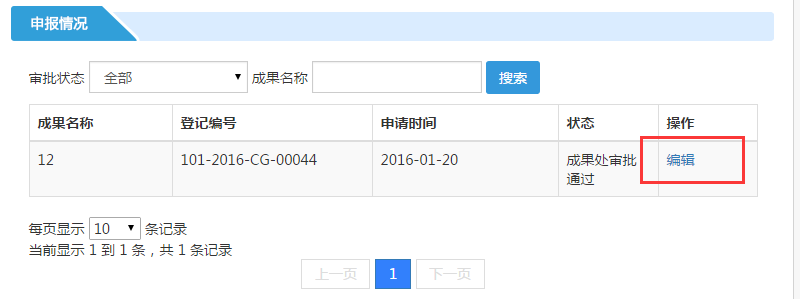 申报情况
审批状态 全部 成果名称 搜索
成果名称 登记编号 申请时间 状态 操作
12 101-2016-CG-00044 2016-01-20 成果处审批通过 编辑
每页显示 10 条记录
当前显示 1 到 1 条，共 1 条记录
上一页 1 下一页